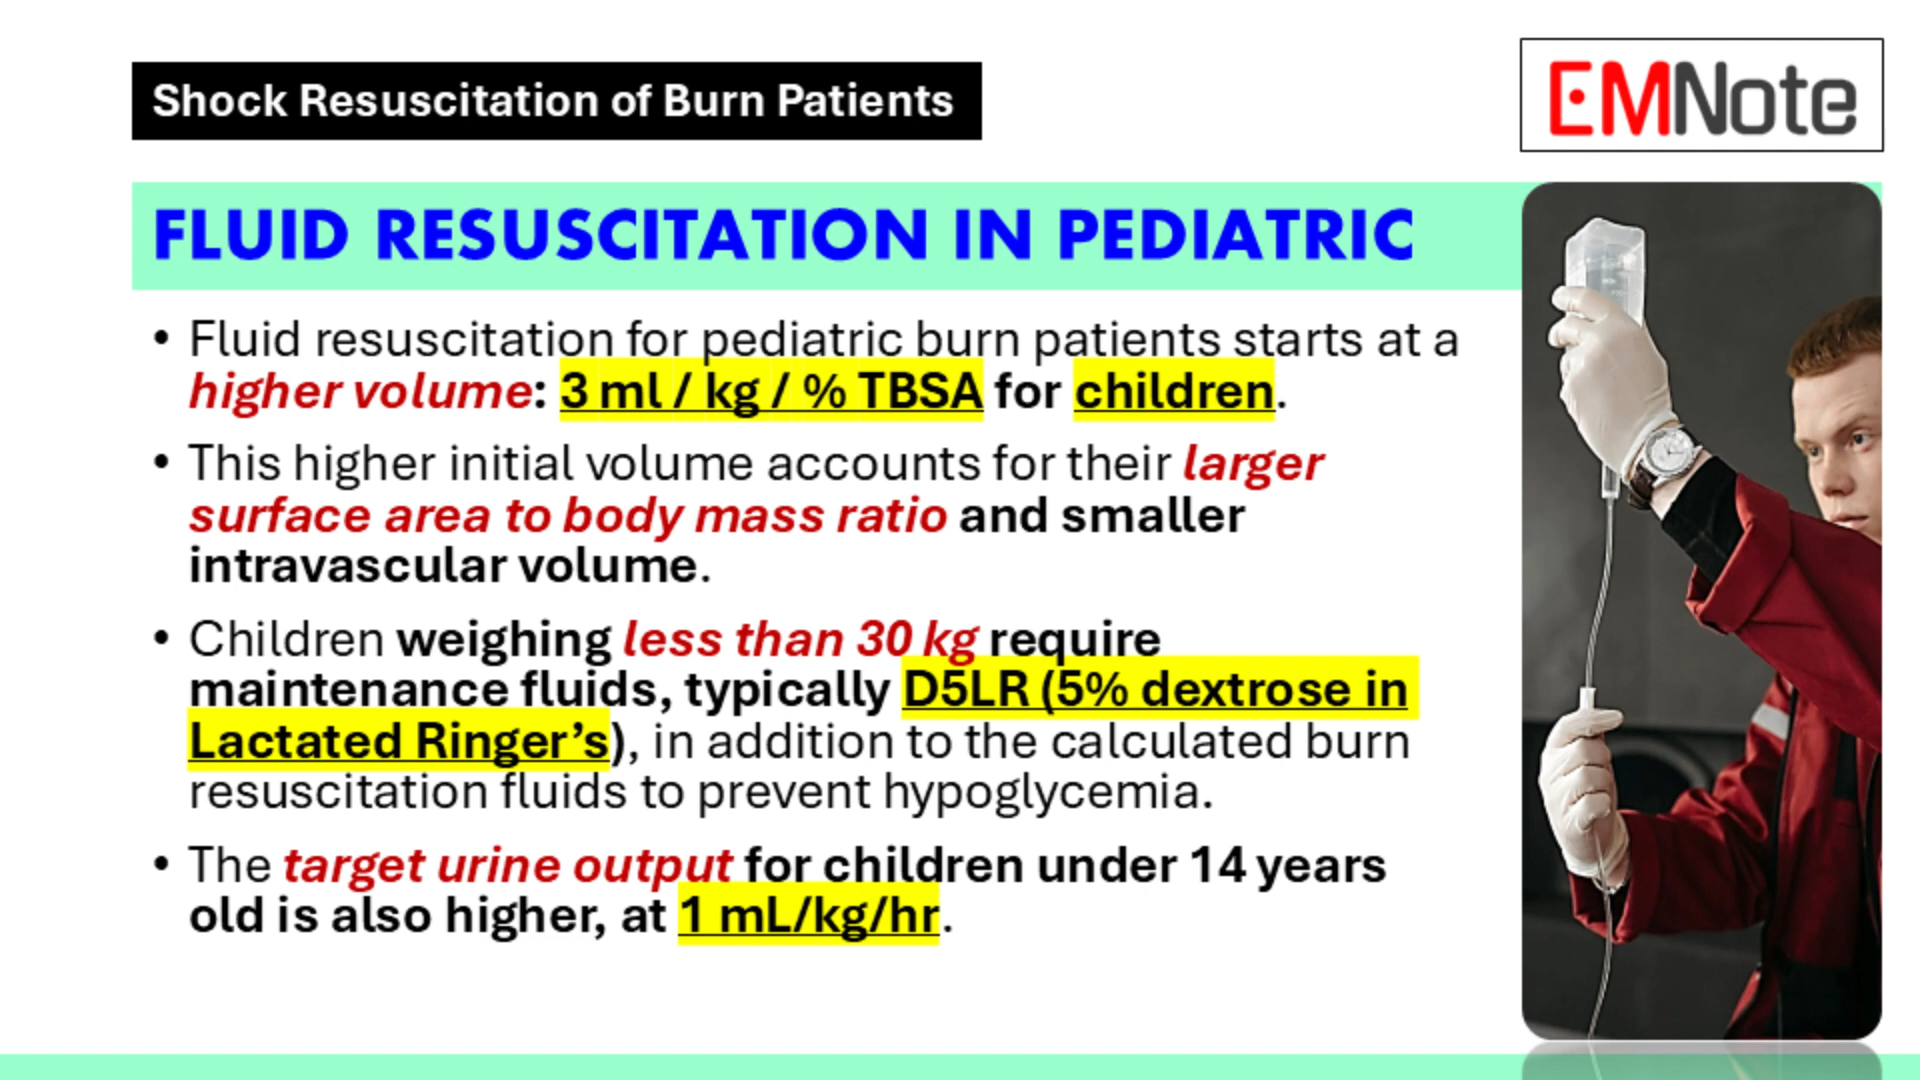 Shock Resuscitation of Burn Patients
EMNote
FLUID RESUSCITATION IN PEDIATRIC
• Fluid resuscitation for pediatric burn patients starts at a
higher volume: 3 ml / kg / % TBSA for children.
• This higher initial volume accounts for their larger
surface area to body mass ratio and smaller
intravascular volume.
• Children weighing less than 30 kg require
maintenance fluids, typically D5LR (5% dextrose in
Lactated Ringer’s), in addition to the calculated burn
resuscitation fluids to prevent hypoglycemia.
• The target urine output for children under 14 years
old is also higher, at 1 mL/kg/hr.